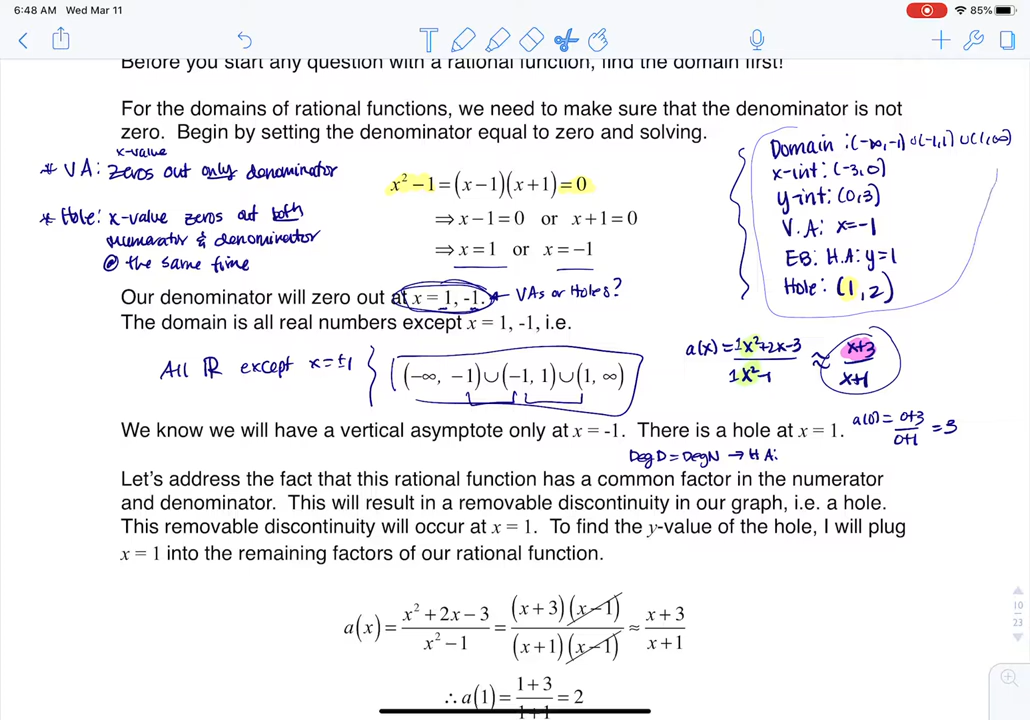 6:48 AM Wed Mar 11
85%
Before you start any question with a rational function, find the domain first!
For the domains of rational functions, we need to make sure that the denominator is not
zero. Begin by setting the denominator equal to zero and solving.
x-value
* VA: Zeros out only denominator
* Hole: x-value zeros out both
numerator & denominator
@ the same time
x² − 1 = (x − 1)(x + 1) = 0
⇒ x − 1 = 0 or x + 1 = 0
⇒ x = 1 or x = −1
Domain : (-∞,-1) ∪ (-1,1) ∪ (1,∞)
x-int: (-3,0)
y-int: (0,3)
V.A: x=-1
EB: H.A: y=1
Hole: (1,2)
Our denominator will zero out at x = 1, -1. ← VAs or Holes?
The domain is all real numbers except x = 1, -1, i.e.
All ℝ except x=±1
(−∞, −1)∪(−1, 1)∪(1, ∞)
a(x) = 1x²+2x-3 / 1x²-1 ≈ x+3 / x+1
We know we will have a vertical asymptote only at x = -1. There is a hole at x = 1.
a(0) = 0+3 / 0+1 = 3
Deg D = Deg N → HA:
Let's address the fact that this rational function has a common factor in the numerator
and denominator. This will result in a removable discontinuity in our graph, i.e. a hole.
This removable discontinuity will occur at x = 1. To find the y-value of the hole, I will plug
x = 1 into the remaining factors of our rational function.
a(x) = x² + 2x − 3 / x² − 1 = (x + 3)(x − 1) / (x + 1)(x − 1) ≈ x + 3 / x + 1
∴ a(1) = 1 + 3 / 1 + 1 = 2
10
23